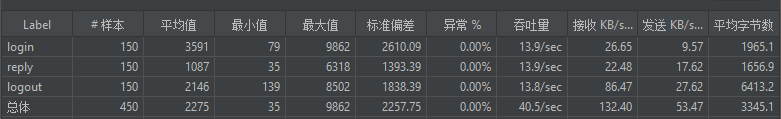 Label # 样本 平均值 最小值 最大值 标准偏差 异常 % 吞吐量 接收 KB/s... 发送 KB/s... 平均字节数
login 150 3591 79 9862 2610.09 0.00% 13.9/sec 26.65 9.57 1965.1
reply 150 1087 35 6318 1393.39 0.00% 13.9/sec 22.48 17.62 1656.9
logout 150 2146 139 8502 1838.39 0.00% 13.8/sec 86.47 27.62 6413.2
总体 450 2275 35 9862 2257.75 0.00% 40.5/sec 132.40 53.47 3345.1